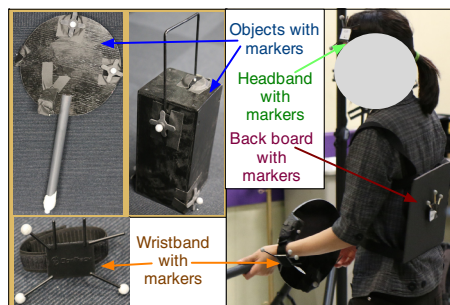 Objects with
markers
Headband
with
markers
Back board
with
markers
Wristband
with
markers